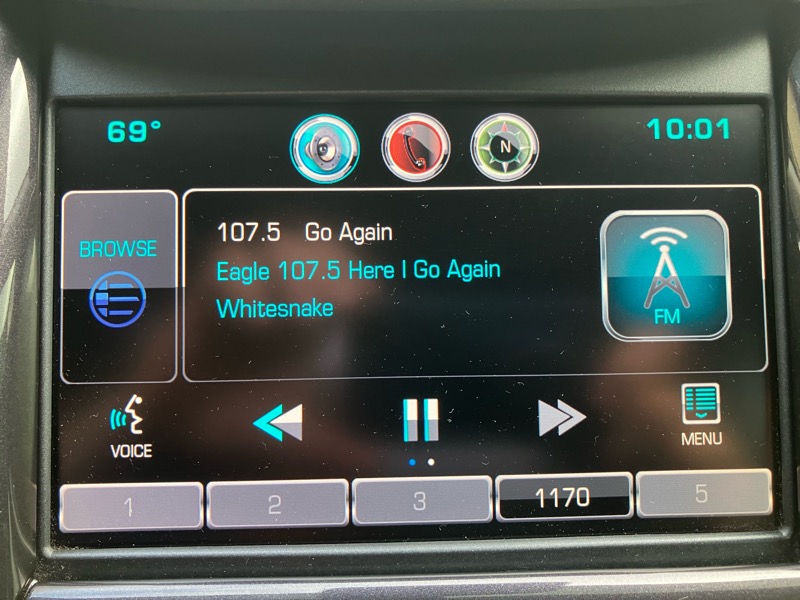 69°
N
10:01
BROWSE
107.5 Go Again
Eagle 107.5 Here I Go Again
Whitesnake
FM
VOICE
MENU
1
2
3
1170
5